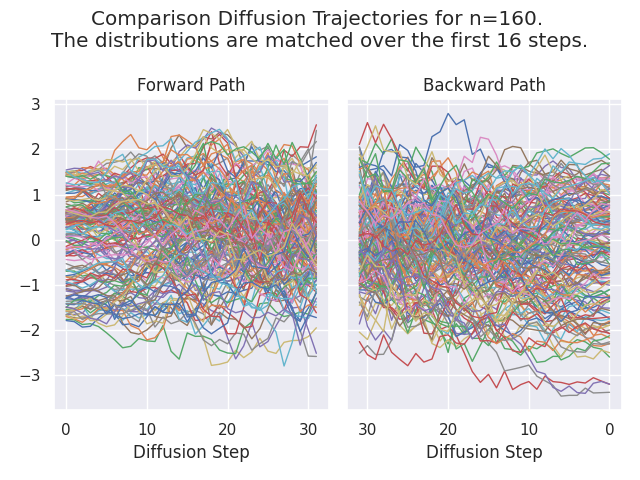 Comparison Diffusion Trajectories for n=160.
The distributions are matched over the first 16 steps.
Forward Path
Backward Path
3
2
1
0
−1
−2
−3
0 10 20 30
30 20 10 0
Diffusion Step
Diffusion Step